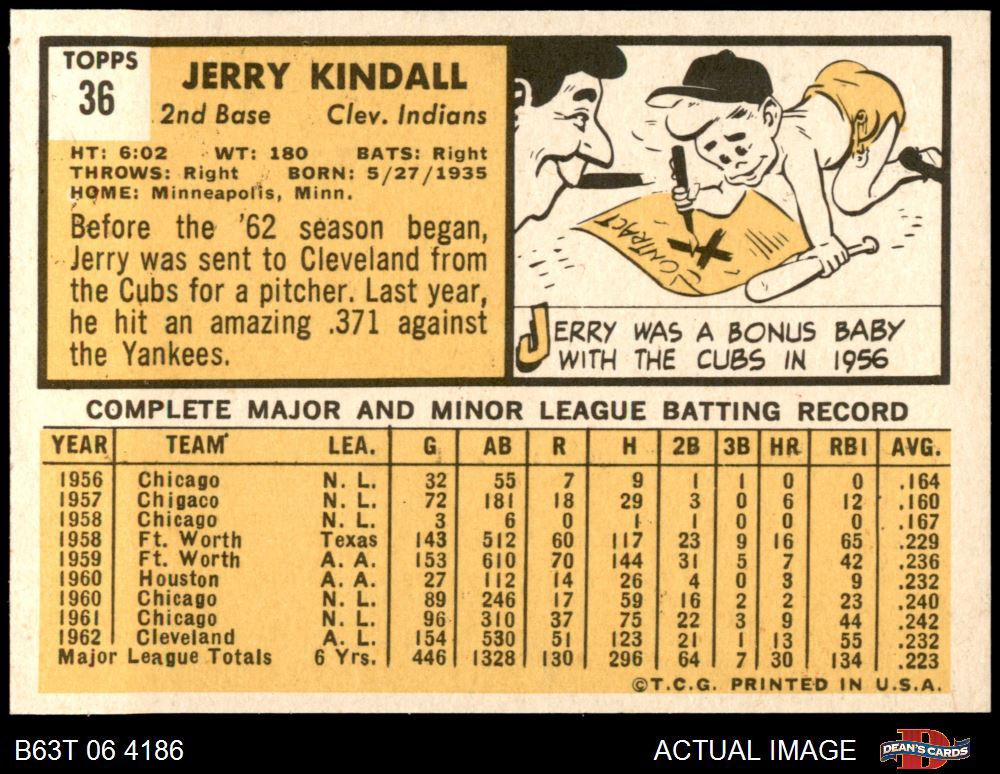 TOPPS
36
JERRY KINDALL
2nd Base Clev. Indians
HT: 6:02 WT: 180 BATS: Right
THROWS: Right BORN: 5/27/1935
HOME: Minneapolis, Minn.
Before the '62 season began,
Jerry was sent to Cleveland from
the Cubs for a pitcher. Last year,
he hit an amazing .371 against
the Yankees.
CONTRACT
X
JERRY WAS A BONUS BABY
WITH THE CUBS IN 1956
COMPLETE MAJOR AND MINOR LEAGUE BATTING RECORD
YEAR TEAM LEA. G AB R H 2B 3B HR RBI AVG.
1956 Chicago N. L. 32 55 7 9 1 1 0 0 .164
1957 Chigaco N. L. 72 181 18 29 3 0 6 12 .160
1958 Chicago N. L. 3 6 0 1 1 0 0 0 .167
1958 Ft. Worth Texas 143 512 60 117 23 9 16 65 .229
1959 Ft. Worth A. A. 153 610 70 144 31 5 7 42 .236
1960 Houston A. A. 27 112 14 26 4 0 3 9 .232
1960 Chicago N. L. 89 246 17 59 16 2 2 23 .240
1961 Chicago N. L. 96 310 37 75 22 3 9 44 .242
1962 Cleveland A. L. 154 530 51 123 21 1 13 55 .232
Major League Totals 6 Yrs. 446 1328 130 296 64 7 30 134 .223
©T.C.G. PRINTED IN U.S.A.
B63T 06 4186 ACTUAL IMAGE DEAN'S CARDS